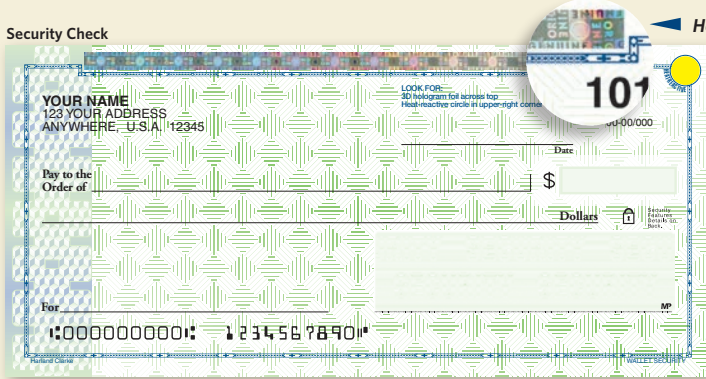 Security Check
ORIG
GENUINE
YOUR NAME
123 YOUR ADDRESS
ANYWHERE, U.S.A. 12345
LOOK FOR:
3D hologram foil across top
Heat-reactive circle in upper-right
101
00-00/000
Date
Pay to the
Order of
$
Dollars
Security
Features
Details on
Back.
For
MP
⑆000000000⑆ 1234567890⑈
Harland Clarke
WALLET SECURITY